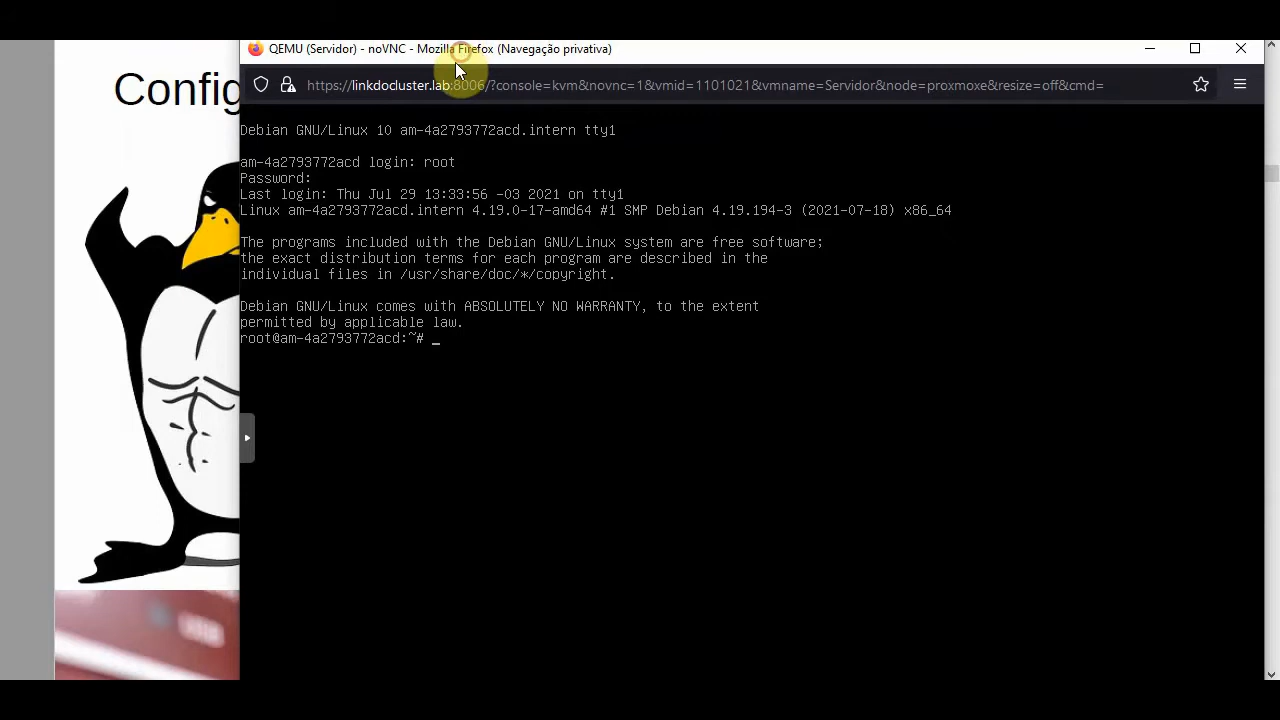 QEMU (Servidor) - noVNC - Mozilla Firefox (Navegação privativa)
Config
https://linkdocluster.lab:8006/?console=kvm&novnc=1&vmid=1101021&vmname=Servidor&node=proxmoxe&resize=off&cmd=
Debian GNU/Linux 10 am-4a2793772acd.intern tty1
am-4a2793772acd login: root
Password:
Last login: Thu Jul 29 13:33:56 -03 2021 on tty1
Linux am-4a2793772acd.intern 4.19.0-17-amd64 #1 SMP Debian 4.19.194-3 (2021-07-18) x86_64
The programs included with the Debian GNU/Linux system are free software;
the exact distribution terms for each program are described in the
individual files in /usr/share/doc/*/copyright.
Debian GNU/Linux comes with ABSOLUTELY NO WARRANTY, to the extent
permitted by applicable law.
root@am-4a2793772acd:~# _